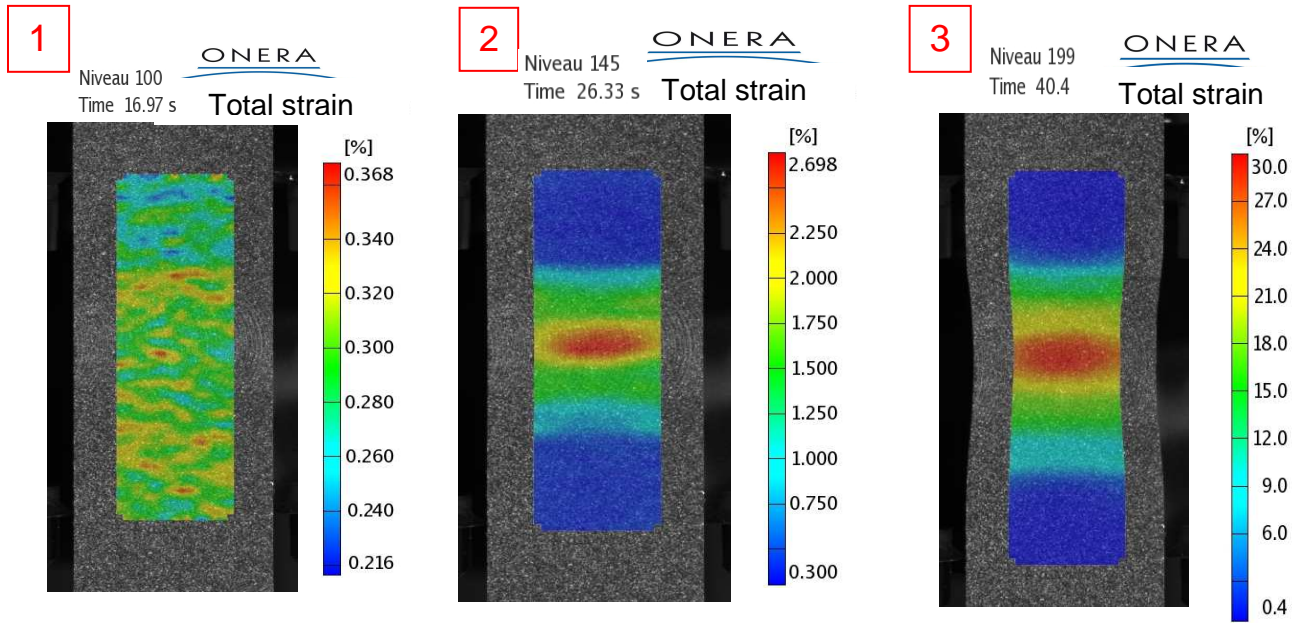 1
ONERA
Niveau 100
Time 16.97 s
Total strain
[%]
0.368
0.340
0.320
0.300
0.280
0.260
0.240
0.216
2
ONERA
Niveau 145
Time 26.33 s
Total strain
[%]
2.698
2.250
2.000
1.750
1.500
1.250
1.000
0.750
0.300
3
ONERA
Niveau 199
Time 40.4
Total strain
[%]
30.0
27.0
24.0
21.0
18.0
15.0
12.0
9.0
6.0
0.4